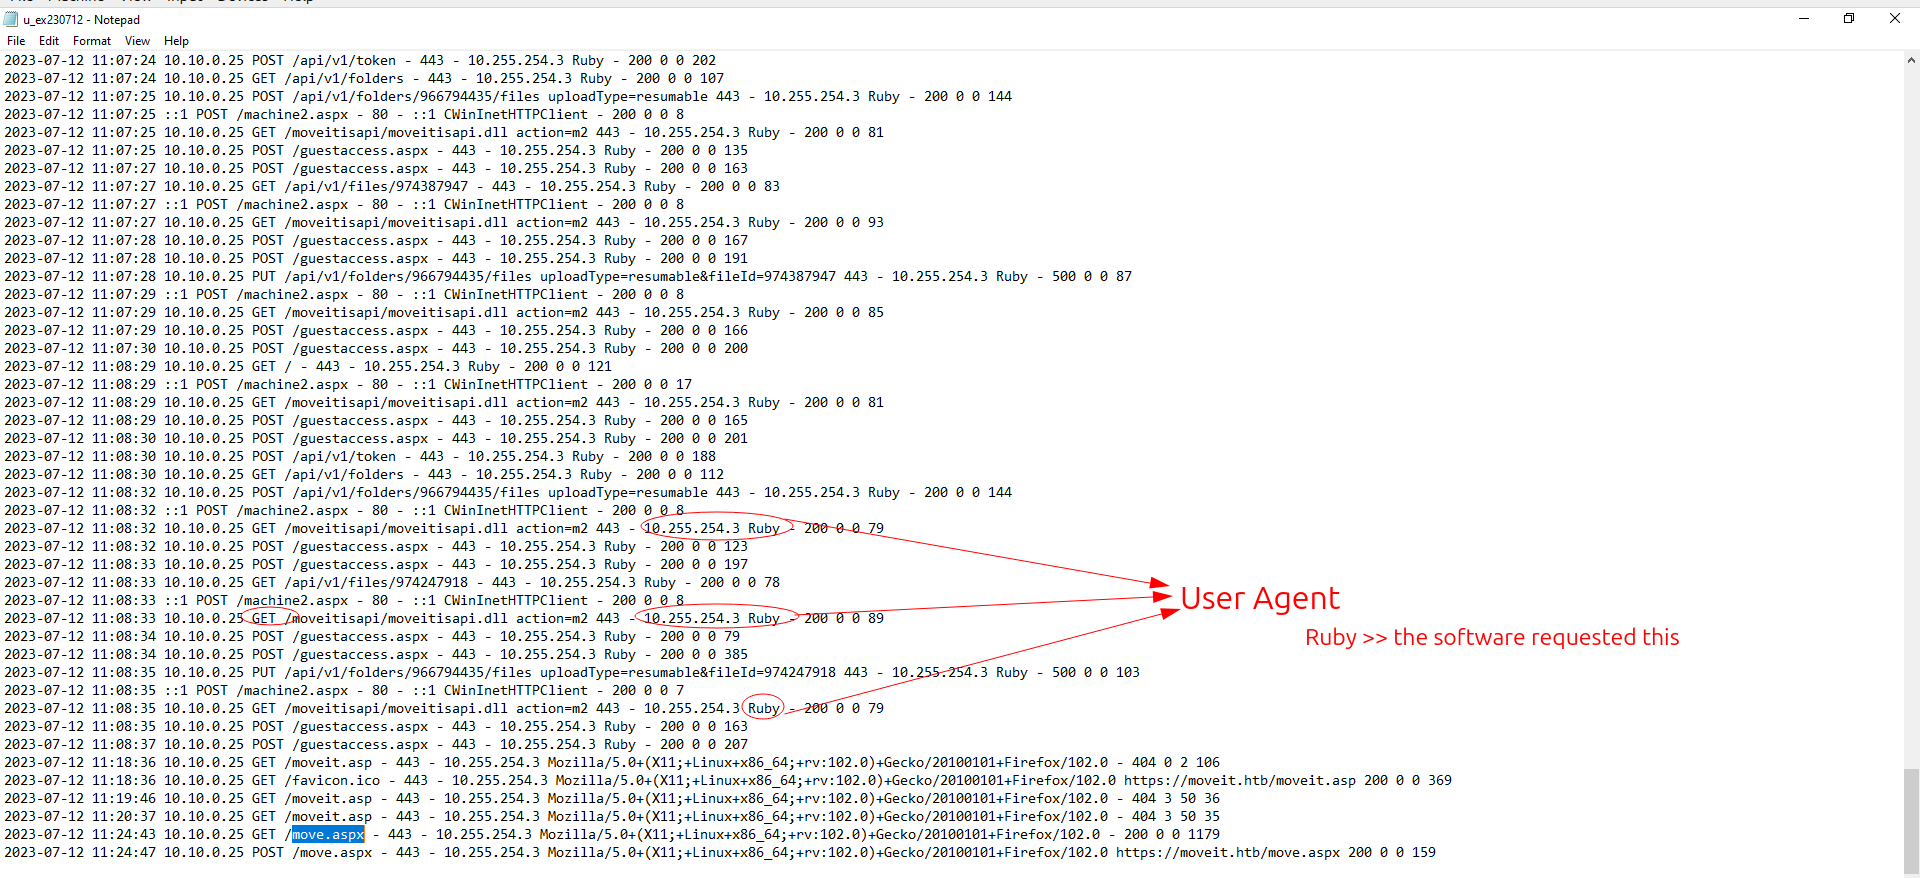 File Machine View Input Devices Help
u_ex230712 - Notepad
File Edit Format View Help
2023-07-12 11:07:24 10.10.0.25 POST /api/v1/token - 443 - 10.255.254.3 Ruby - 200 0 0 202
2023-07-12 11:07:24 10.10.0.25 GET /api/v1/folders - 443 - 10.255.254.3 Ruby - 200 0 0 107
2023-07-12 11:07:25 10.10.0.25 POST /api/v1/folders/966794435/files uploadType=resumable 443 - 10.255.254.3 Ruby - 200 0 0 144
2023-07-12 11:07:25 ::1 POST /machine2.aspx - 80 - ::1 CWinInetHTTPClient - 200 0 0 8
2023-07-12 11:07:25 10.10.0.25 GET /moveitisapi/moveitisapi.dll action=m2 443 - 10.255.254.3 Ruby - 200 0 0 81
2023-07-12 11:07:25 10.10.0.25 POST /guestaccess.aspx - 443 - 10.255.254.3 Ruby - 200 0 0 135
2023-07-12 11:07:27 10.10.0.25 POST /guestaccess.aspx - 443 - 10.255.254.3 Ruby - 200 0 0 163
2023-07-12 11:07:27 10.10.0.25 GET /api/v1/files/974387947 - 443 - 10.255.254.3 Ruby - 200 0 0 83
2023-07-12 11:07:27 ::1 POST /machine2.aspx - 80 - ::1 CWinInetHTTPClient - 200 0 0 8
2023-07-12 11:07:27 10.10.0.25 GET /moveitisapi/moveitisapi.dll action=m2 443 - 10.255.254.3 Ruby - 200 0 0 93
2023-07-12 11:07:28 10.10.0.25 POST /guestaccess.aspx - 443 - 10.255.254.3 Ruby - 200 0 0 167
2023-07-12 11:07:28 10.10.0.25 POST /guestaccess.aspx - 443 - 10.255.254.3 Ruby - 200 0 0 191
2023-07-12 11:07:28 10.10.0.25 PUT /api/v1/folders/966794435/files uploadType=resumable&fileId=974387947 443 - 10.255.254.3 Ruby - 500 0 0 87
2023-07-12 11:07:29 ::1 POST /machine2.aspx - 80 - ::1 CWinInetHTTPClient - 200 0 0 8
2023-07-12 11:07:29 10.10.0.25 GET /moveitisapi/moveitisapi.dll action=m2 443 - 10.255.254.3 Ruby - 200 0 0 85
2023-07-12 11:07:29 10.10.0.25 POST /guestaccess.aspx - 443 - 10.255.254.3 Ruby - 200 0 0 166
2023-07-12 11:07:30 10.10.0.25 POST /guestaccess.aspx - 443 - 10.255.254.3 Ruby - 200 0 0 200
2023-07-12 11:08:29 10.10.0.25 GET / - 443 - 10.255.254.3 Ruby - 200 0 0 121
2023-07-12 11:08:29 ::1 POST /machine2.aspx - 80 - ::1 CWinInetHTTPClient - 200 0 0 17
2023-07-12 11:08:29 10.10.0.25 GET /moveitisapi/moveitisapi.dll action=m2 443 - 10.255.254.3 Ruby - 200 0 0 81
2023-07-12 11:08:29 10.10.0.25 POST /guestaccess.aspx - 443 - 10.255.254.3 Ruby - 200 0 0 165
2023-07-12 11:08:30 10.10.0.25 POST /guestaccess.aspx - 443 - 10.255.254.3 Ruby - 200 0 0 201
2023-07-12 11:08:30 10.10.0.25 POST /api/v1/token - 443 - 10.255.254.3 Ruby - 200 0 0 188
2023-07-12 11:08:30 10.10.0.25 GET /api/v1/folders - 443 - 10.255.254.3 Ruby - 200 0 0 112
2023-07-12 11:08:32 10.10.0.25 POST /api/v1/folders/966794435/files uploadType=resumable 443 - 10.255.254.3 Ruby - 200 0 0 144
2023-07-12 11:08:32 ::1 POST /machine2.aspx - 80 - ::1 CWinInetHTTPClient - 200 0 0 8
2023-07-12 11:08:32 10.10.0.25 GET /moveitisapi/moveitisapi.dll action=m2 443 - 10.255.254.3 Ruby - 200 0 0 79
2023-07-12 11:08:32 10.10.0.25 POST /guestaccess.aspx - 443 - 10.255.254.3 Ruby - 200 0 0 123
2023-07-12 11:08:33 10.10.0.25 POST /guestaccess.aspx - 443 - 10.255.254.3 Ruby - 200 0 0 197
2023-07-12 11:08:33 10.10.0.25 GET /api/v1/files/974247918 - 443 - 10.255.254.3 Ruby - 200 0 0 78
2023-07-12 11:08:33 ::1 POST /machine2.aspx - 80 - ::1 CWinInetHTTPClient - 200 0 0 8
User Agent
2023-07-12 11:08:33 10.10.0.25 GET /moveitisapi/moveitisapi.dll action=m2 443 - 10.255.254.3 Ruby - 200 0 0 89
2023-07-12 11:08:34 10.10.0.25 POST /guestaccess.aspx - 443 - 10.255.254.3 Ruby - 200 0 0 79
Ruby >> the software requested this
2023-07-12 11:08:34 10.10.0.25 POST /guestaccess.aspx - 443 - 10.255.254.3 Ruby - 200 0 0 385
2023-07-12 11:08:35 10.10.0.25 PUT /api/v1/folders/966794435/files uploadType=resumable&fileId=974247918 443 - 10.255.254.3 Ruby - 500 0 0 103
2023-07-12 11:08:35 ::1 POST /machine2.aspx - 80 - ::1 CWinInetHTTPClient - 200 0 0 7
2023-07-12 11:08:35 10.10.0.25 GET /moveitisapi/moveitisapi.dll action=m2 443 - 10.255.254.3 Ruby - 200 0 0 79
2023-07-12 11:08:35 10.10.0.25 POST /guestaccess.aspx - 443 - 10.255.254.3 Ruby - 200 0 0 163
2023-07-12 11:08:37 10.10.0.25 POST /guestaccess.aspx - 443 - 10.255.254.3 Ruby - 200 0 0 207
2023-07-12 11:18:36 10.10.0.25 GET /moveit.asp - 443 - 10.255.254.3 Mozilla/5.0+(X11;+Linux+x86_64;+rv:102.0)+Gecko/20100101+Firefox/102.0 - 404 0 2 106
2023-07-12 11:18:36 10.10.0.25 GET /favicon.ico - 443 - 10.255.254.3 Mozilla/5.0+(X11;+Linux+x86_64;+rv:102.0)+Gecko/20100101+Firefox/102.0 https://moveit.htb/moveit.asp 200 0 0 369
2023-07-12 11:19:46 10.10.0.25 GET /moveit.asp - 443 - 10.255.254.3 Mozilla/5.0+(X11;+Linux+x86_64;+rv:102.0)+Gecko/20100101+Firefox/102.0 - 404 3 50 36
2023-07-12 11:20:37 10.10.0.25 GET /moveit.asp - 443 - 10.255.254.3 Mozilla/5.0+(X11;+Linux+x86_64;+rv:102.0)+Gecko/20100101+Firefox/102.0 - 404 3 50 35
2023-07-12 11:24:43 10.10.0.25 GET /move.aspx - 443 - 10.255.254.3 Mozilla/5.0+(X11;+Linux+x86_64;+rv:102.0)+Gecko/20100101+Firefox/102.0 - 200 0 0 1179
2023-07-12 11:24:47 10.10.0.25 POST /move.aspx - 443 - 10.255.254.3 Mozilla/5.0+(X11;+Linux+x86_64;+rv:102.0)+Gecko/20100101+Firefox/102.0 https://moveit.htb/move.aspx 200 0 0 159